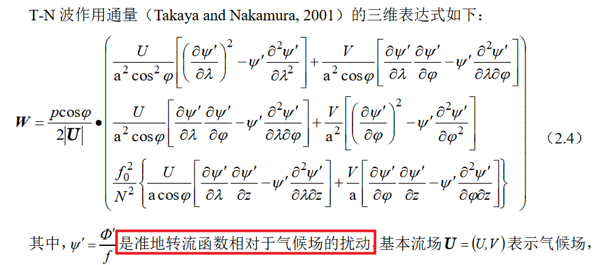 T-N 波作用通量（Takaya and Nakamura, 2001）的三维表达式如下：
W = \frac{p\cos\varphi}{2|U|} • \left( \begin{array}{l} \frac{U}{a^2\cos^2\varphi}\left[\left(\frac{\partial\psi'}{\partial\lambda}\right)^2 - \psi'\frac{\partial^2\psi'}{\partial\lambda^2}\right] + \frac{V}{a^2\cos\varphi}\left[\frac{\partial\psi'}{\partial\lambda}\frac{\partial\psi'}{\partial\varphi} - \psi'\frac{\partial^2\psi'}{\partial\lambda\partial\varphi}\right] \\ \frac{U}{a^2\cos\varphi}\left[\frac{\partial\psi'}{\partial\lambda}\frac{\partial\psi'}{\partial\varphi} - \psi'\frac{\partial^2\psi'}{\partial\lambda\partial\varphi}\right] + \frac{V}{a^2}\left[\left(\frac{\partial\psi'}{\partial\varphi}\right)^2 - \psi'\frac{\partial^2\psi'}{\partial\varphi^2}\right] \\ \frac{f_0^2}{N^2}\left\{\frac{U}{a\cos\varphi}\left[\frac{\partial\psi'}{\partial\lambda}\frac{\partial\psi'}{\partial z} - \psi'\frac{\partial^2\psi'}{\partial\lambda\partial z}\right] + \frac{V}{a}\left[\frac{\partial\psi'}{\partial\varphi}\frac{\partial\psi'}{\partial z} - \psi'\frac{\partial^2\psi'}{\partial\varphi\partial z}\right]\right\} \end{array} \right) (2.4)
其中，ψ' = \frac{Φ'}{f} 是准地转流函数相对于气候场的扰动，基本流场 U = (U,V) 表示气候场，